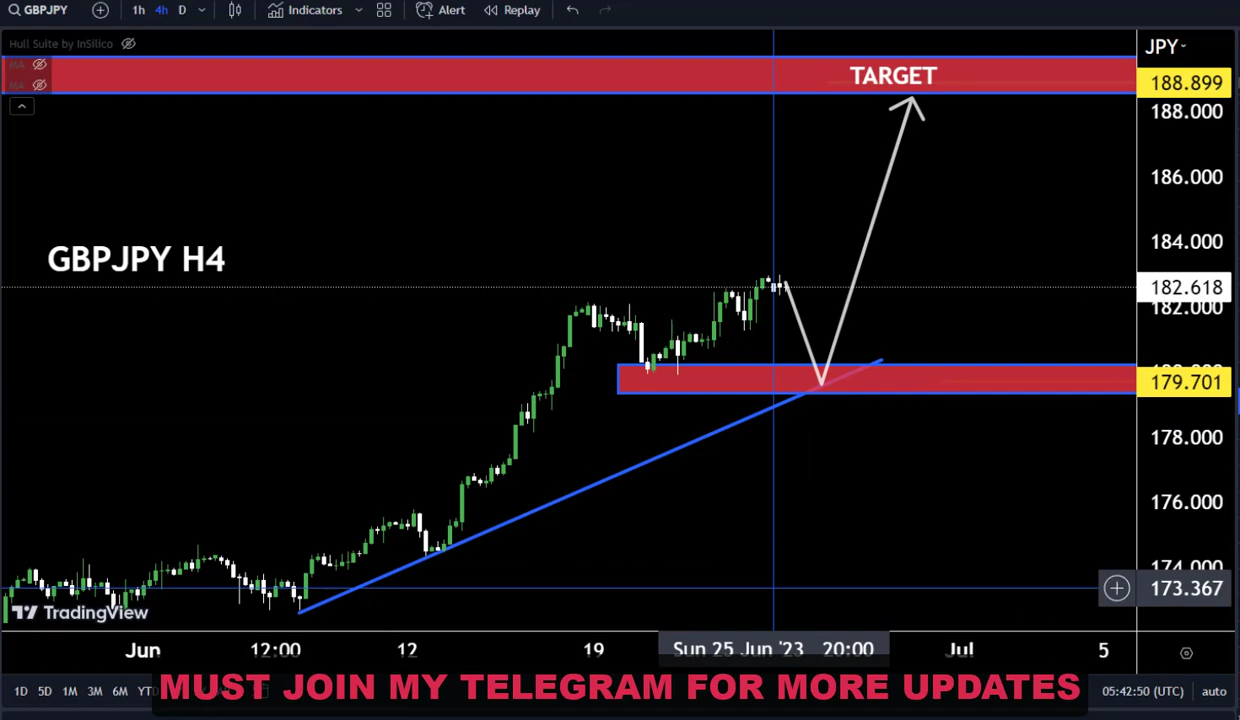 GBPJPY 1h 4h D Indicators Alert Replay
Hull Suite by InSilico
MA
MA
TARGET
JPY
188.899
188.000
186.000
184.000
GBPJPY H4
182.618
182.000
179.701
178.000
176.000
174.000
173.367
TradingView
Jun 12:00 12 19 Sun 25 Jun '23 20:00 Jul 5
MUST JOIN MY TELEGRAM FOR MORE UPDATES
1D 5D 1M 3M 6M YTD 05:42:50 (UTC) auto